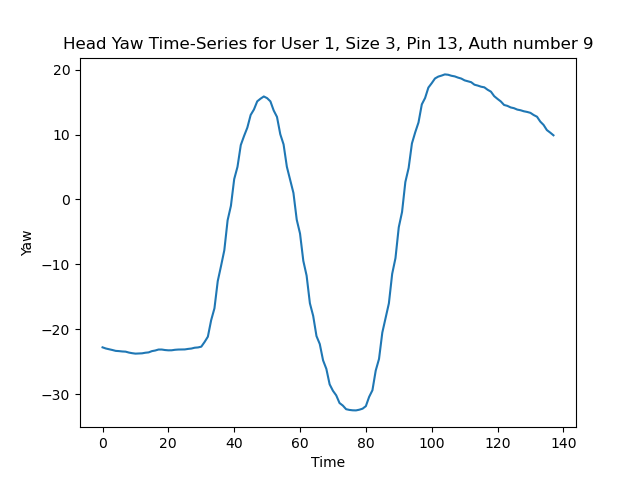 Head Yaw Time-Series for User 1, Size 3, Pin 13, Auth number 9
20
10
0
−10
−20
−30
Yaw
0 20 40 60 80 100 120 140
Time